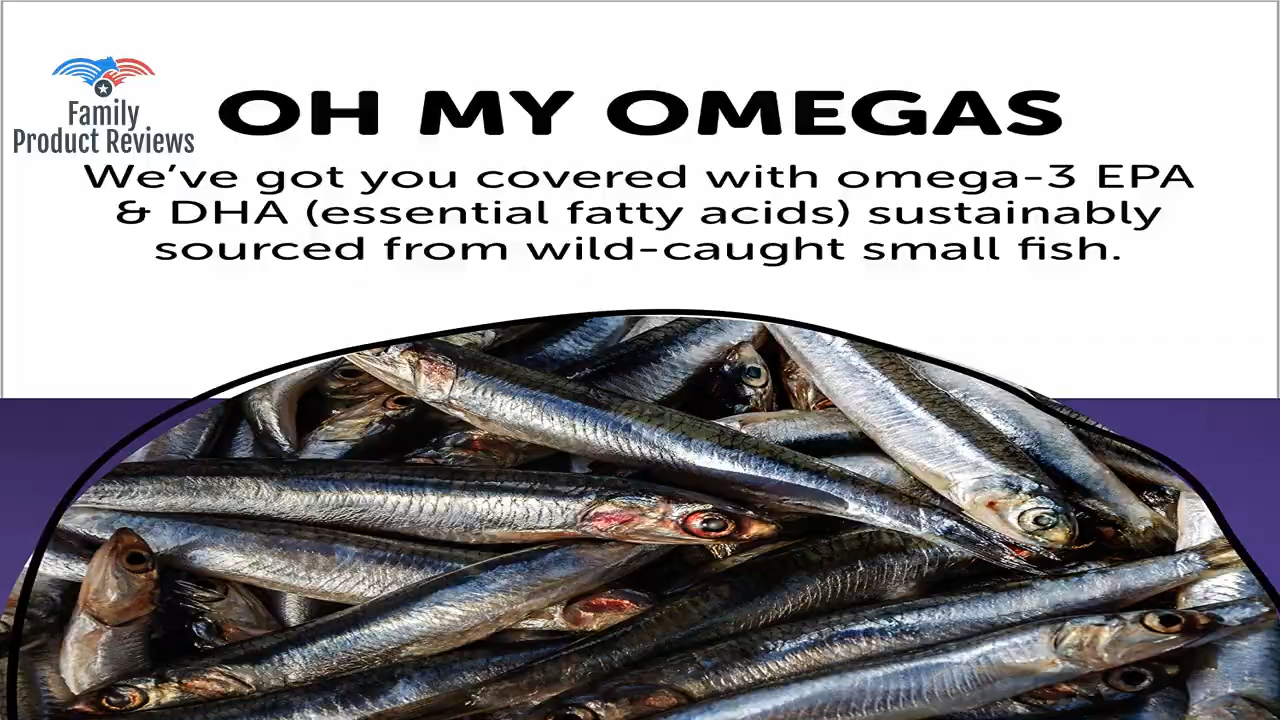 Family
Product Reviews
OH MY OMEGAS
We've got you covered with omega-3 EPA
& DHA (essential fatty acids) sustainably
sourced from wild-caught small fish.